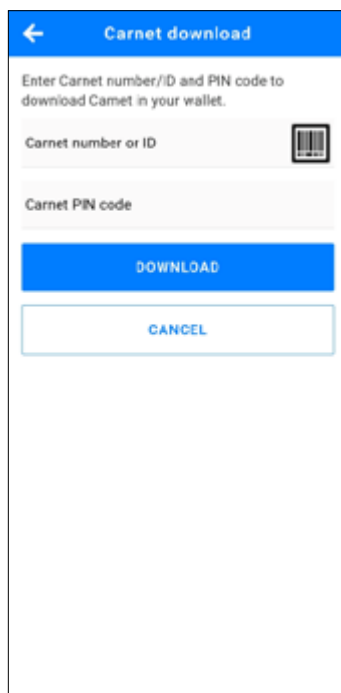 Carnet download
Enter Carnet number/ID and PIN code to
download Carnet in your wallet.
Carnet number or ID
Carnet PIN code
DOWNLOAD
CANCEL